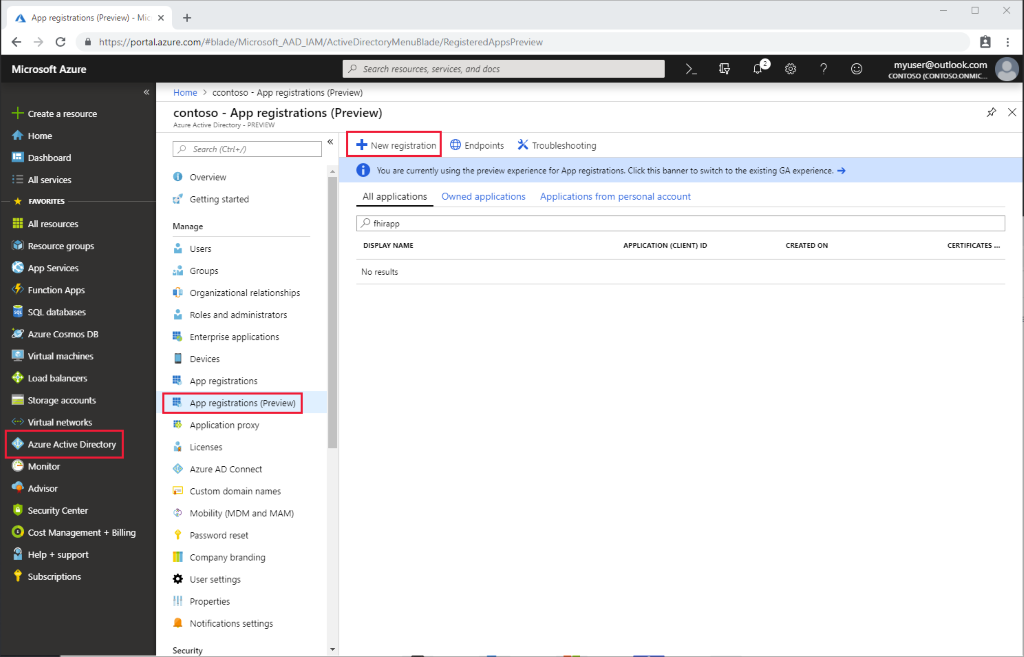 App registrations (Preview) - Mic
https://portal.azure.com/#blade/Microsoft_AAD_IAM/ActiveDirectoryMenuBlade/RegisteredAppsPreview
Microsoft Azure
Search resources, services, and docs
2
myuser@outlook.com
CONTOSO (CONTOSO.ONMIC...
Create a resource
Home
Dashboard
All services
FAVORITES
All resources
Resource groups
App Services
Function Apps
SQL databases
Azure Cosmos DB
Virtual machines
Load balancers
Storage accounts
Virtual networks
Azure Active Directory
Monitor
Advisor
Security Center
Cost Management + Billing
Help + support
Subscriptions
Home > ccontoso - App registrations (Preview)
contoso - App registrations (Preview)
Azure Active Directory - PREVIEW
Search (Ctrl+/)
Overview
Getting started
Manage
Users
Groups
Organizational relationships
Roles and administrators
Enterprise applications
Devices
App registrations
App registrations (Preview)
Application proxy
Licenses
Azure AD Connect
Custom domain names
Mobility (MDM and MAM)
Password reset
Company branding
User settings
Properties
Notifications settings
Security
New registration Endpoints Troubleshooting
You are currently using the preview experience for App registrations. Click this banner to switch to the existing GA experience. →
All applications Owned applications Applications from personal account
fhirapp
DISPLAY NAME APPLICATION (CLIENT) ID CREATED ON CERTIFICATES ...
No results